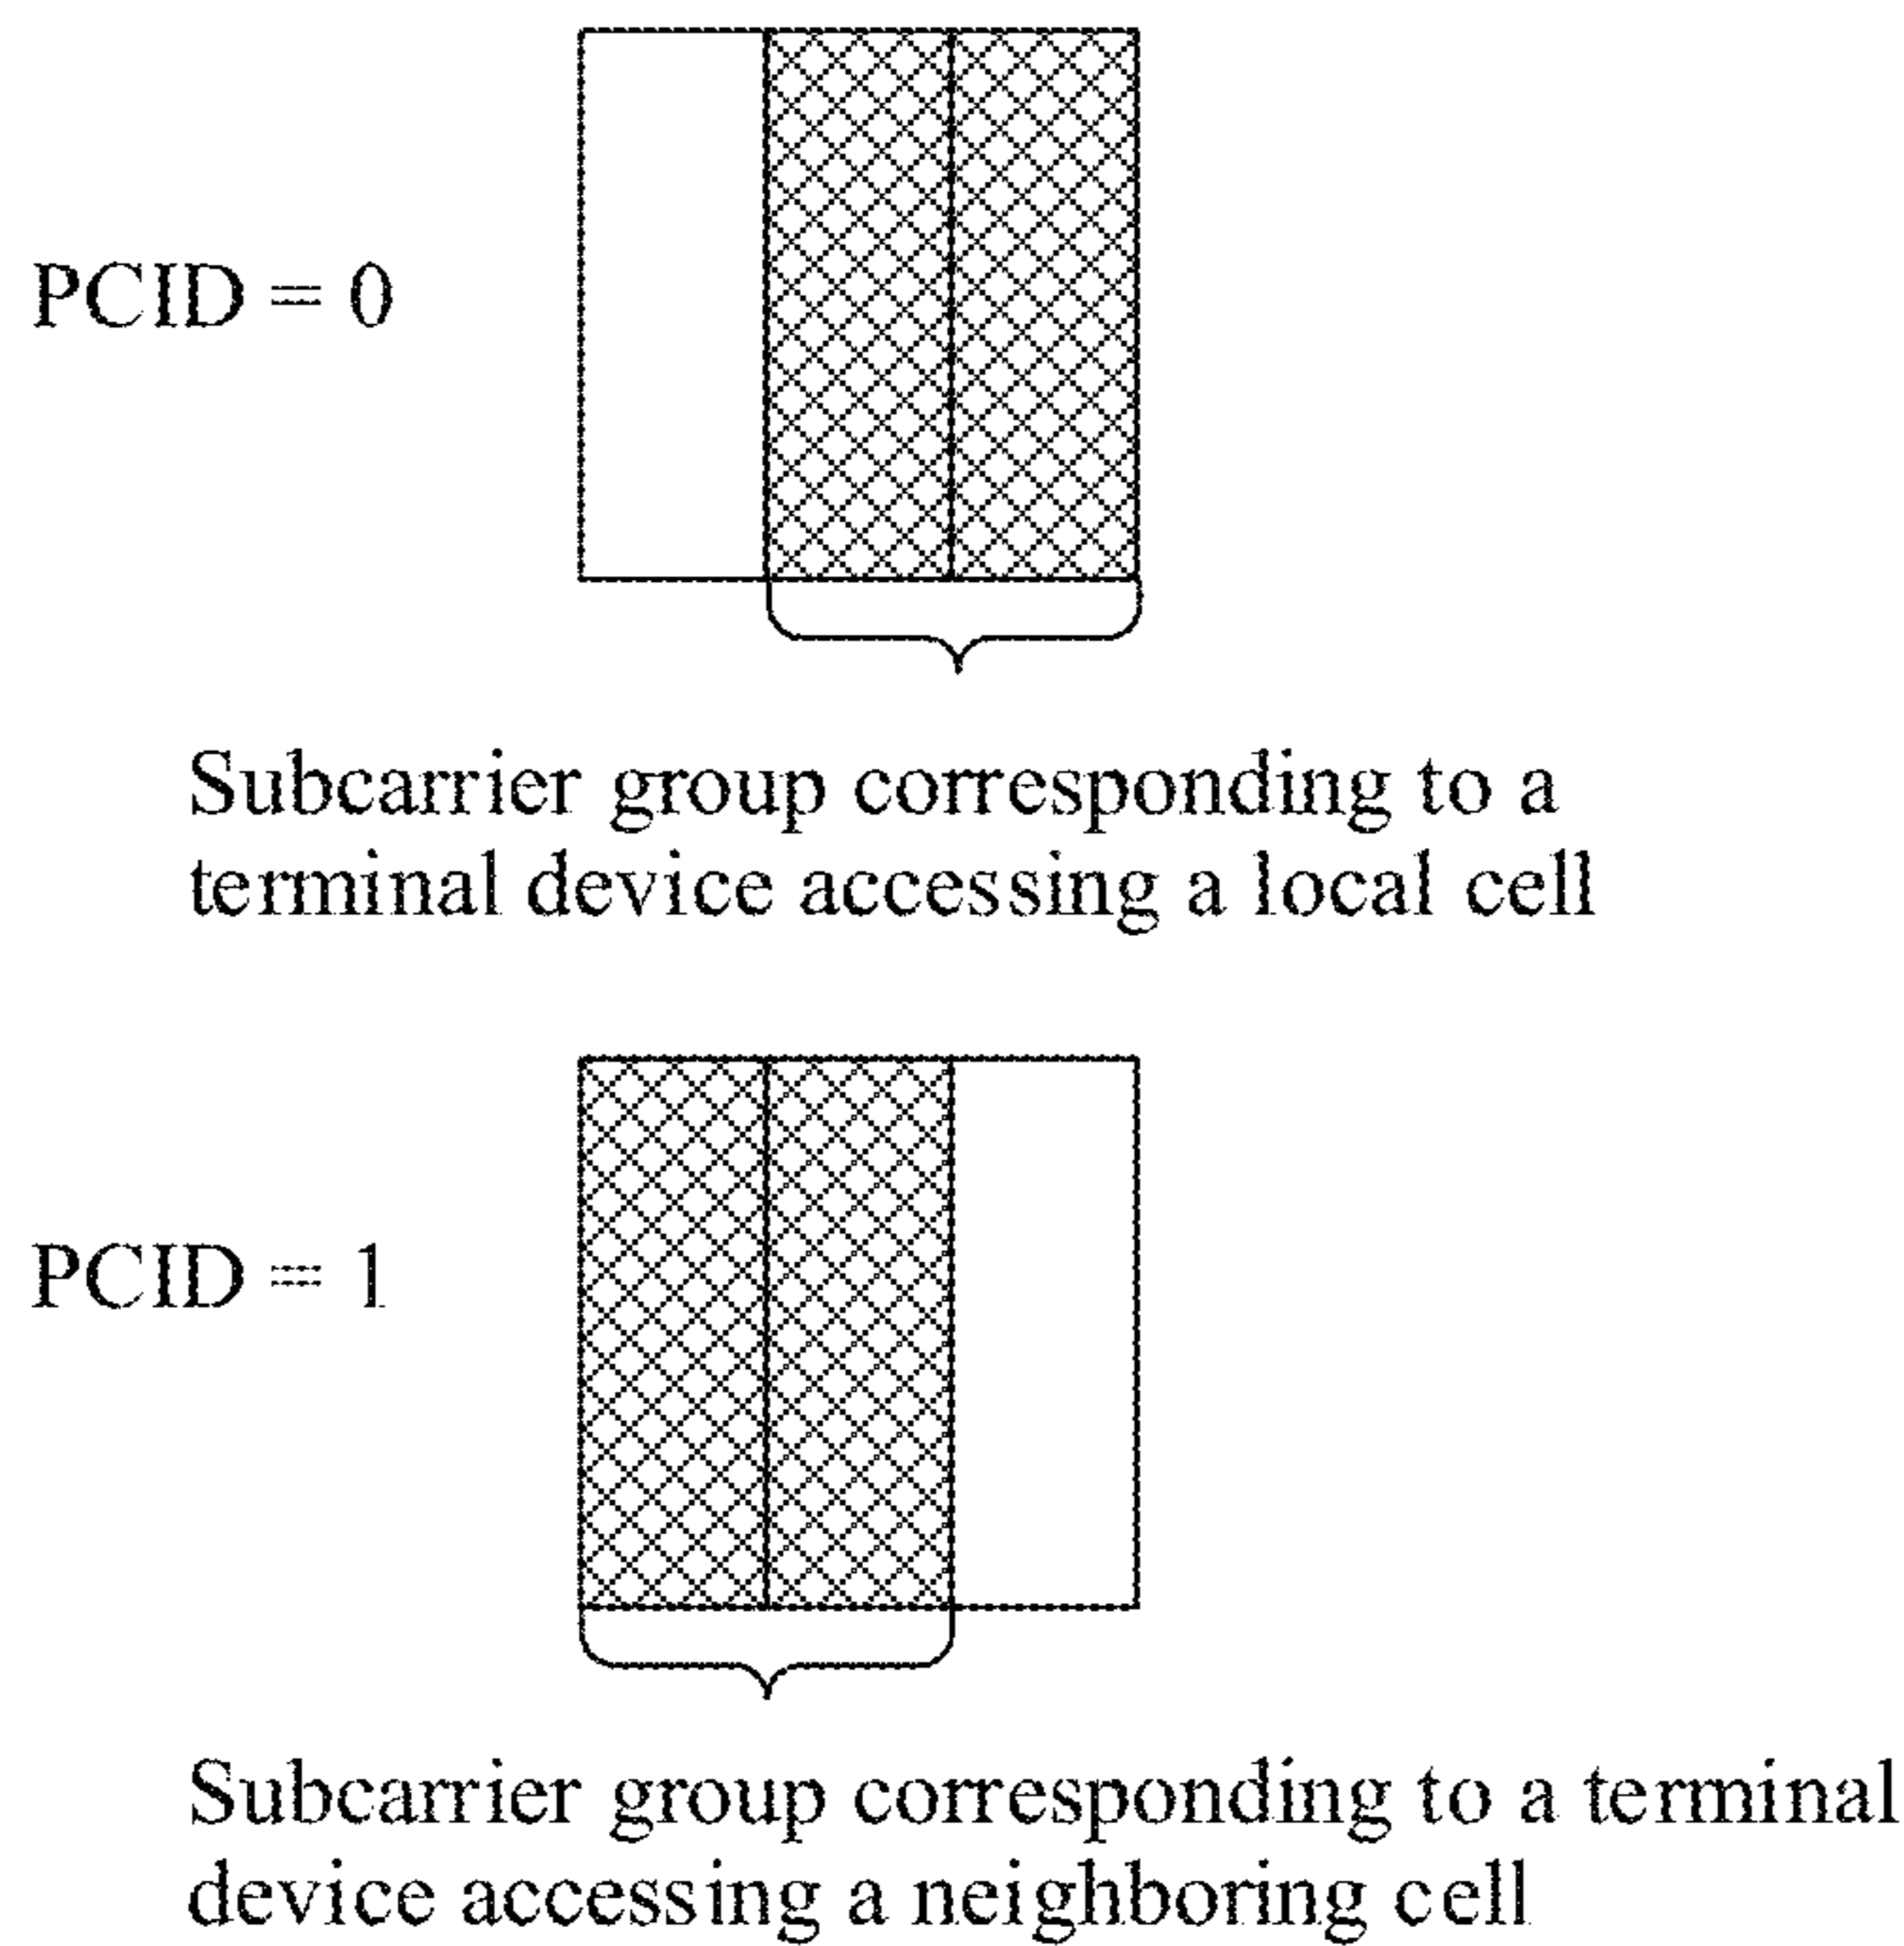 PCID = 0
Subcarrier group corresponding to a
terminal device accessing a local cell
PCID = 1
Subcarrier group corresponding to a terminal
device accessing a neighboring cell